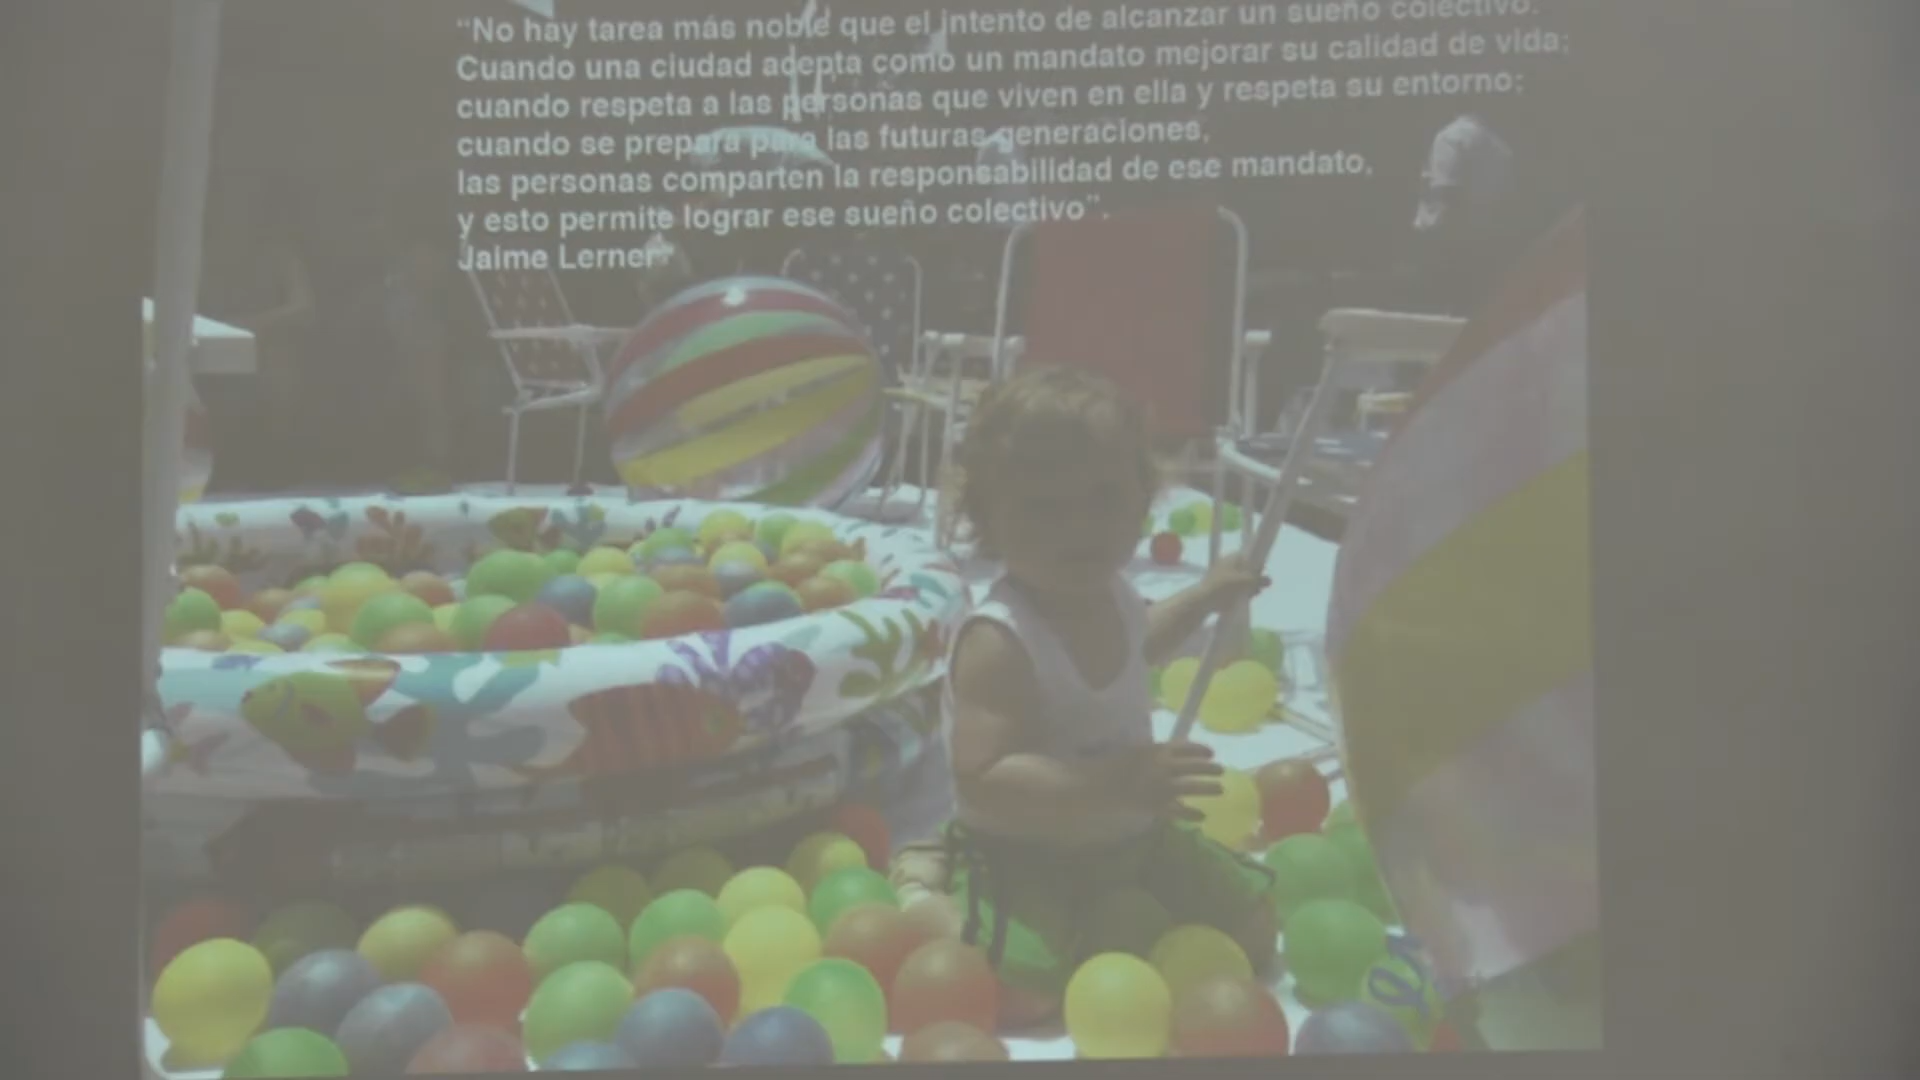 “No hay tarea más noble que el intento de alcanzar un sueño colectivo.
Cuando una ciudad acepta como un mandato mejorar su calidad de vida;
cuando respeta a las personas que viven en ella y respeta su entorno;
cuando se prepara para las futuras generaciones,
las personas comparten la responsabilidad de ese mandato,
y esto permite lograr ese sueño colectivo”.
Jaime Lerner